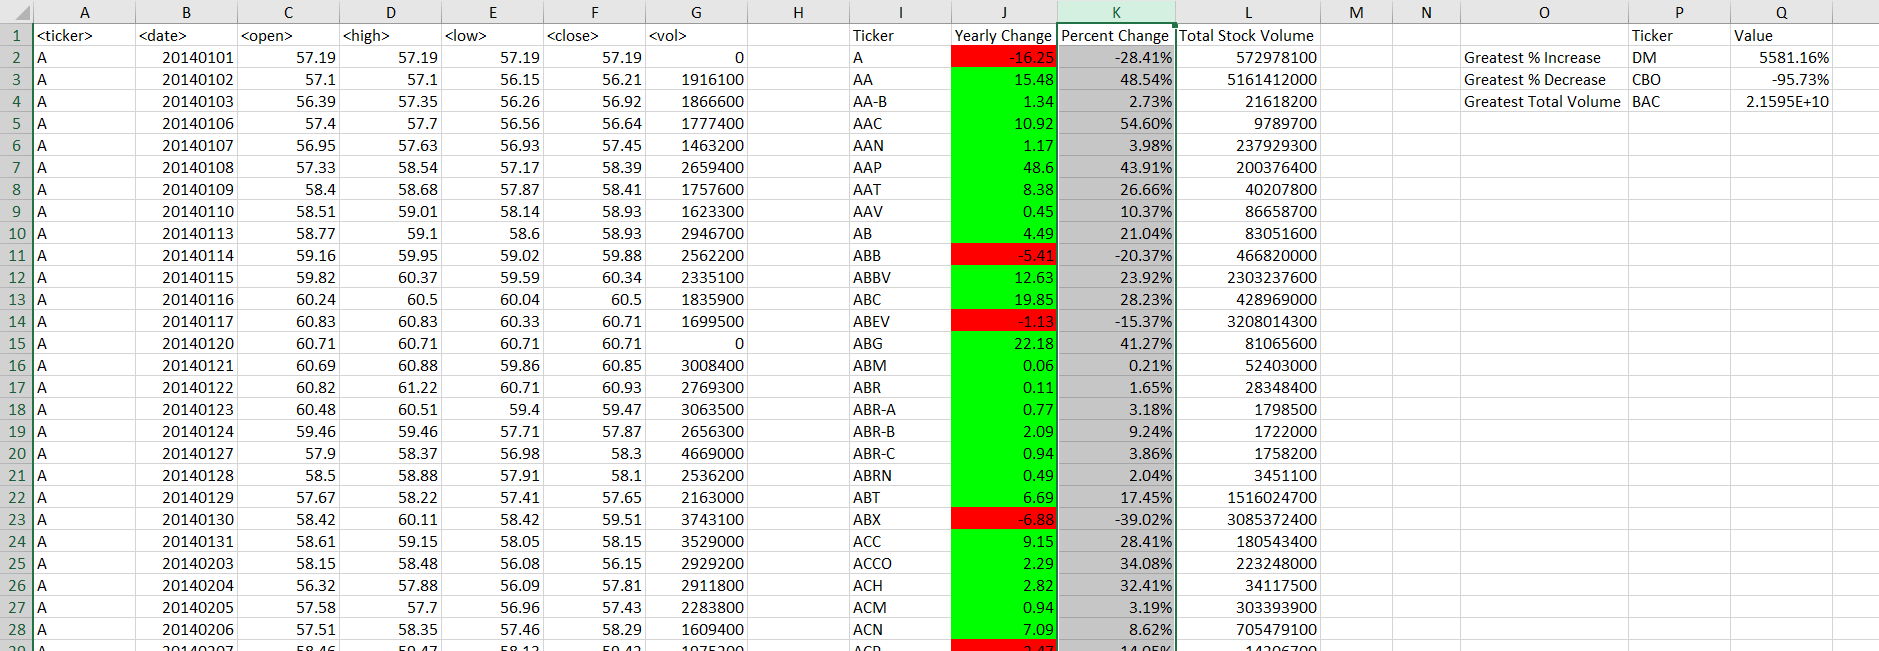 A B C D E F G H I J K L M N O P Q
1 <ticker> <date> <open> <high> <low> <close> <vol> Ticker Yearly Change Percent Change Total Stock Volume Ticker Value
2 A 20140101 57.19 57.19 57.19 57.19 0 A -16.25 -28.41% 572978100 Greatest % Increase DM 5581.16%
3 A 20140102 57.1 57.1 56.15 56.21 1916100 AA 15.48 48.54% 5161412000 Greatest % Decrease CBO -95.73%
4 A 20140103 56.39 57.35 56.26 56.92 1866600 AA-B 1.34 2.73% 21618200 Greatest Total Volume BAC 2.1595E+10
5 A 20140106 57.4 57.7 56.56 56.64 1777400 AAC 10.92 54.60% 9789700
6 A 20140107 56.95 57.63 56.93 57.45 1463200 AAN 1.17 3.98% 237929300
7 A 20140108 57.33 58.54 57.17 58.39 2659400 AAP 48.6 43.91% 200376400
8 A 20140109 58.4 58.68 57.87 58.41 1757600 AAT 8.38 26.66% 40207800
9 A 20140110 58.51 59.01 58.14 58.93 1623300 AAV 0.45 10.37% 86658700
10 A 20140113 58.77 59.1 58.6 58.93 2946700 AB 4.49 21.04% 83051600
11 A 20140114 59.16 59.95 59.02 59.88 2562200 ABB -5.41 -20.37% 466820000
12 A 20140115 59.82 60.37 59.59 60.34 2335100 ABBV 12.63 23.92% 2303237600
13 A 20140116 60.24 60.5 60.04 60.5 1835900 ABC 19.85 28.23% 428969000
14 A 20140117 60.83 60.83 60.33 60.71 1699500 ABEV -1.13 -15.37% 3208014300
15 A 20140120 60.71 60.71 60.71 60.71 0 ABG 22.18 41.27% 81065600
16 A 20140121 60.69 60.88 59.86 60.85 3008400 ABM 0.06 0.21% 52403000
17 A 20140122 60.82 61.22 60.71 60.93 2769300 ABR 0.11 1.65% 28348400
18 A 20140123 60.48 60.51 59.4 59.47 3063500 ABR-A 0.77 3.18% 1798500
19 A 20140124 59.46 59.46 57.71 57.87 2656300 ABR-B 2.09 9.24% 1722000
20 A 20140127 57.9 58.37 56.98 58.3 4669000 ABR-C 0.94 3.86% 1758200
21 A 20140128 58.5 58.88 57.91 58.1 2536200 ABRN 0.49 2.04% 3451100
22 A 20140129 57.67 58.22 57.41 57.65 2163000 ABT 6.69 17.45% 1516024700
23 A 20140130 58.42 60.11 58.42 59.51 3743100 ABX -6.88 -39.02% 3085372400
24 A 20140131 58.61 59.15 58.05 58.15 3529000 ACC 9.15 28.41% 180543400
25 A 20140203 58.15 58.48 56.08 56.15 2929200 ACCO 2.29 34.08% 223248000
26 A 20140204 56.32 57.88 56.09 57.81 2911800 ACH 2.82 32.41% 34117500
27 A 20140205 57.58 57.7 56.96 57.43 2283800 ACM 0.94 3.19% 303393900
28 A 20140206 57.51 58.35 57.46 58.29 1609400 ACN 7.09 8.62% 705479100